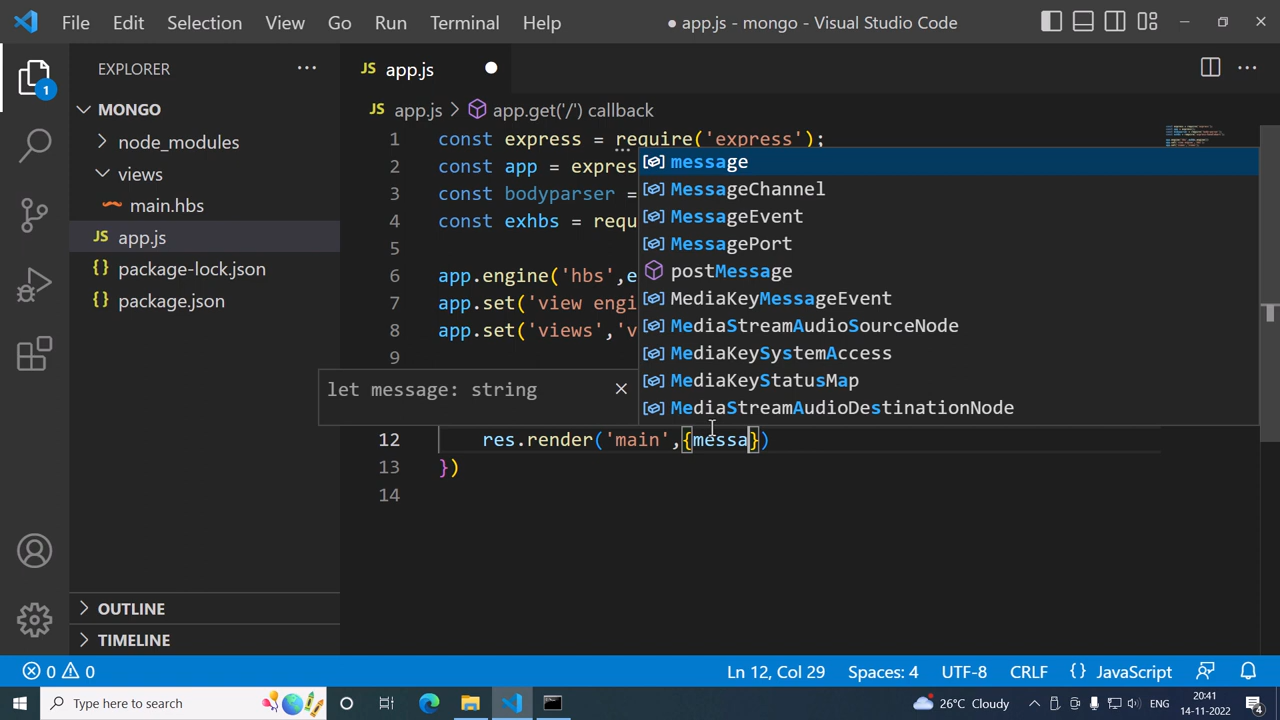 File Edit Selection View Go Run Terminal Help ● app.js - mongo - Visual Studio Code
EXPLORER ···
JS app.js ●
MONGO
JS app.js > app.get('/') callback
node_modules
views
main.hbs
JS app.js
{} package-lock.json
{} package.json
1 const express = require('express');
2 const app = expres
3 const bodyparser =
4 const exhbs = requ
5
6 app.engine('hbs',e
7 app.set('view engi
8 app.set('views','v
9
message
MessageChannel
MessageEvent
MessagePort
postMessage
MediaKeyMessageEvent
MediaStreamAudioSourceNode
MediaKeySystemAccess
MediaKeyStatusMap
MediaStreamAudioDestinationNode
let message: string
12 res.render('main',{messa})
13 })
14
1
OUTLINE
TIMELINE
0 0 Ln 12, Col 29 Spaces: 4 UTF-8 CRLF {} JavaScript
Type here to search
26°C Cloudy ENG 20:41
14-11-2022 4